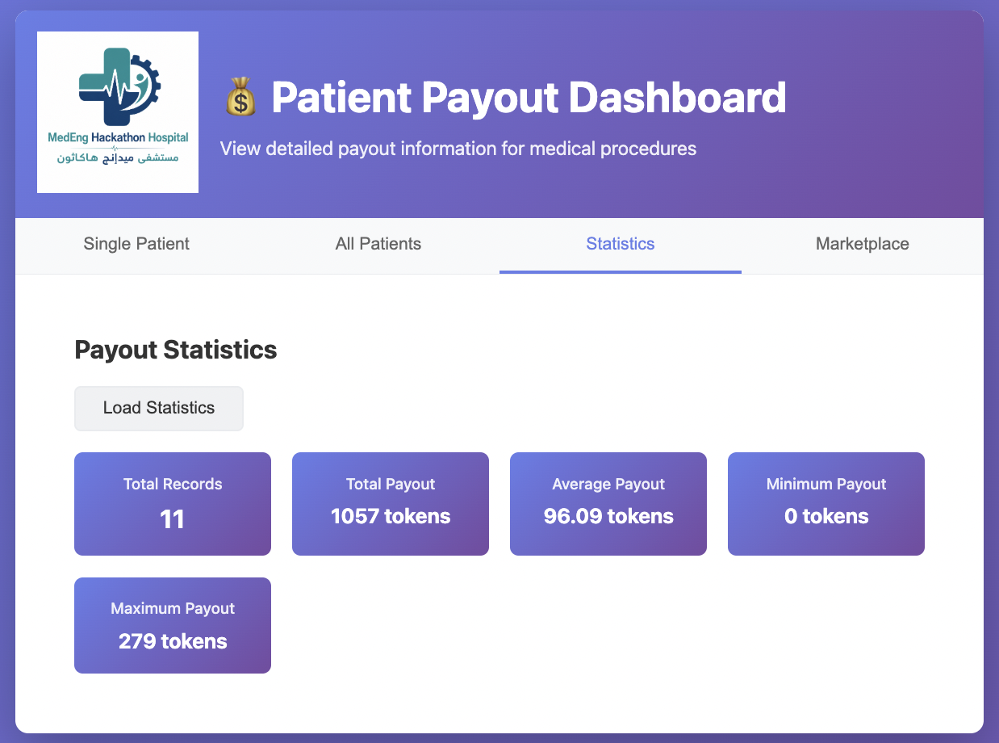 MedEng Hackathon Hospital
مستشفى ميدإنج هاكاثون
💰 Patient Payout Dashboard
View detailed payout information for medical procedures
Single Patient
All Patients
Statistics
Marketplace
Payout Statistics
Load Statistics
Total Records
11
Total Payout
1057 tokens
Average Payout
96.09 tokens
Minimum Payout
0 tokens
Maximum Payout
279 tokens